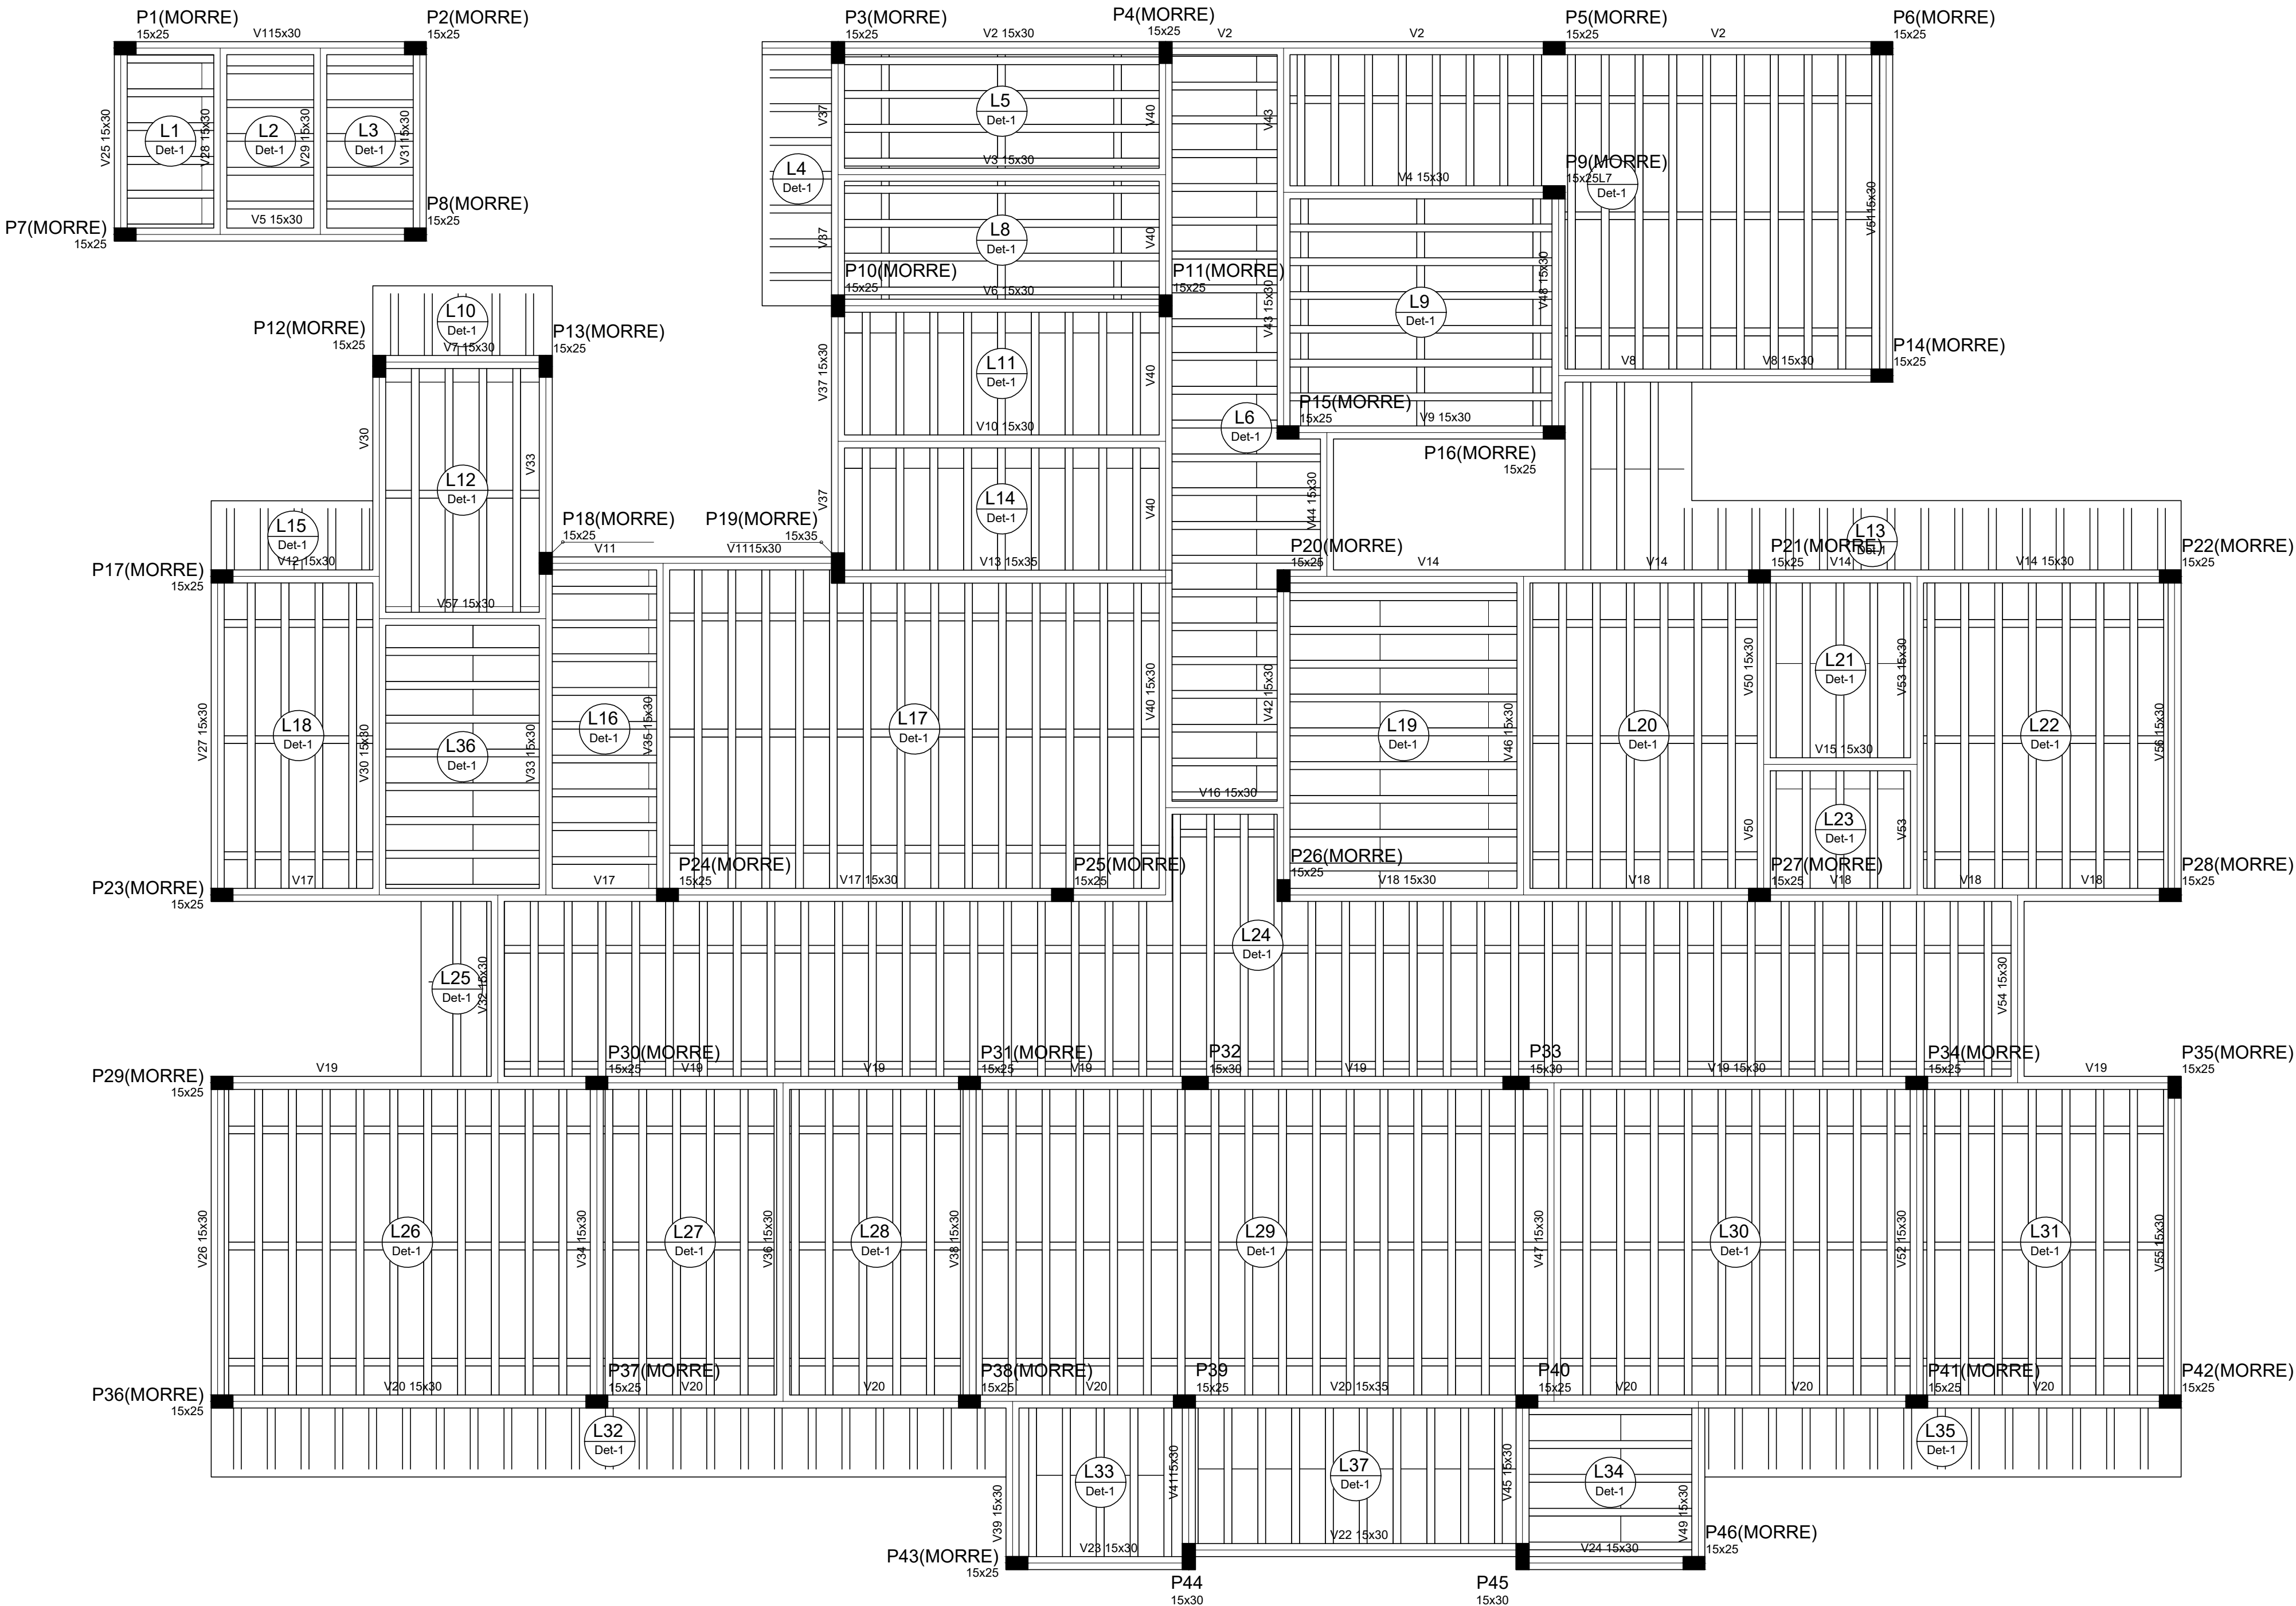 P1(MORRE)
15x25
V115x30
P2(MORRE)
15x25
P3(MORRE)
15x25
V2 15x30
P4(MORRE)
15x25
V2
V2
P5(MORRE)
15x25
V2
P6(MORRE)
15x25
V25 15x30
L1
Det-1
V28 15x30
L2
Det-1
V29 15x30
L3
Det-1
V3115x30
V37
L5
Det-1
V40
V43
V3 15x30
L4
Det-1
P9(MORRE)
15x25L7
Det-1
V4 15x30
V5115x30
P7(MORRE)
15x25
V5 15x30
P8(MORRE)
15x25
V37
L8
Det-1
V40
P10(MORRE)
15x25
V6 15x30
P11(MORRE)
15x25
V43 15x30
L9
Det-1
V48 15x30
L10
Det-1
P12(MORRE)
15x25
V7 15x30
P13(MORRE)
15x25
V37 15x30
L11
Det-1
V40
V8
V8 15x30
P14(MORRE)
15x25
V30
L12
Det-1
V33
V10 15x30
L6
Det-1
P15(MORRE)
15x25
V9 15x30
P16(MORRE)
15x25
V37
L14
Det-1
V40
V44 15x30
L15
Det-1
V12 15x30
P17(MORRE)
15x25
P18(MORRE)
15x25
V11
P19(MORRE)
15x35
V1115x30
V13 15x35
P20(MORRE)
15x25
V14
V14
P21(MORRE)
15x25
V14
L13
Det-1
V14 15x30
P22(MORRE)
15x25
V57 15x30
V27 15x30
L18
Det-1
V30 15x30
L36
Det-1
V33 15x30
L16
Det-1
V35 15x30
L17
Det-1
V40 15x30
V42 15x30
L19
Det-1
V46 15x30
L20
Det-1
V50 15x30
L21
Det-1
V53 15x30
L22
Det-1
V56 15x30
V15 15x30
V16 15x30
V50
L23
Det-1
V53
P23(MORRE)
15x25
V17
V17
P24(MORRE)
15x25
V17 15x30
P25(MORRE)
15x25
P26(MORRE)
15x25
V18 15x30
V18
P27(MORRE)
15x25
V18
V18
V18
P28(MORRE)
15x25
L24
Det-1
L25
Det-1
V32 15x30
V54 15x30
P29(MORRE)
15x25
V19
P30(MORRE)
15x25
V19
V19
P31(MORRE)
15x25
V19
P32
15x30
V19
P33
15x30
V19 15x30
P34(MORRE)
15x25
V19
P35(MORRE)
15x25
V26 15x30
L26
Det-1
V34 15x30
L27
Det-1
V36 15x30
L28
Det-1
V38 15x30
L29
Det-1
V47 15x30
L30
Det-1
V52 15x30
L31
Det-1
V55 15x30
P36(MORRE)
15x25
V20 15x30
P37(MORRE)
15x25
V20
V20
P38(MORRE)
15x25
V20
P39
15x25
V20 15x35
P40
15x25
V20
V20
P41(MORRE)
15x25
V20
P42(MORRE)
15x25
L32
Det-1
L33
Det-1
V4115x30
L37
Det-1
V45 15x30
L34
Det-1
L35
Det-1
V39 15x30
V49 15x30
P43(MORRE)
15x25
V23 15x30
V22 15x30
V24 15x30
P46(MORRE)
15x25
P44
15x30
P45
15x30